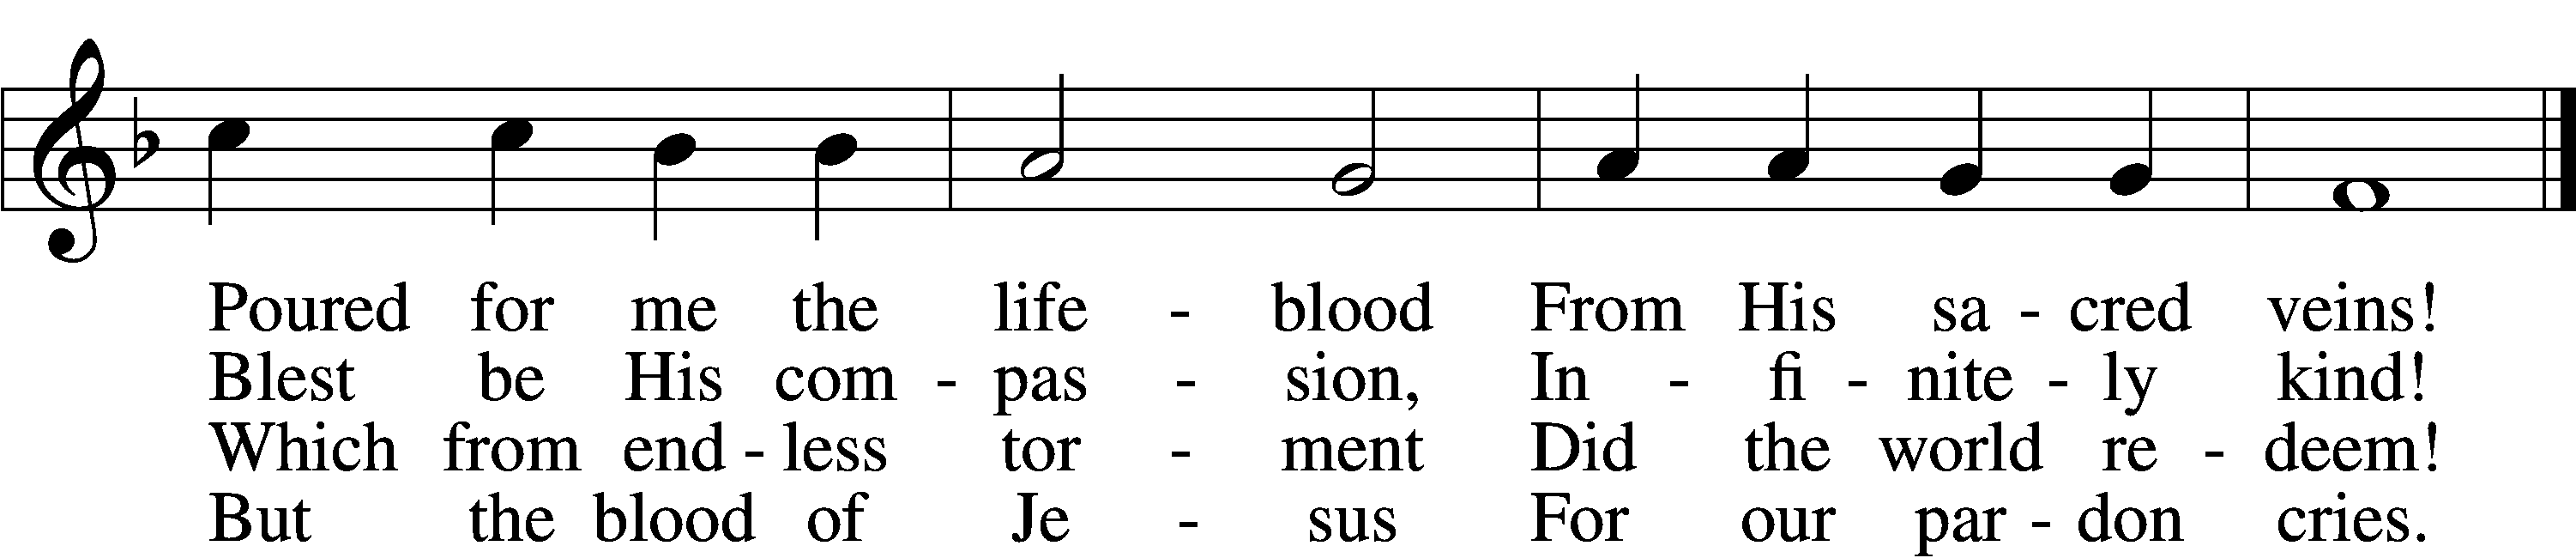 Poured for me the life - blood From His sa - cred veins!
Blest be His com - pas - sion, In - fi - nite - ly kind!
Which from end - less tor - ment Did the world re - deem!
But the blood of Je - sus For our par - don cries.